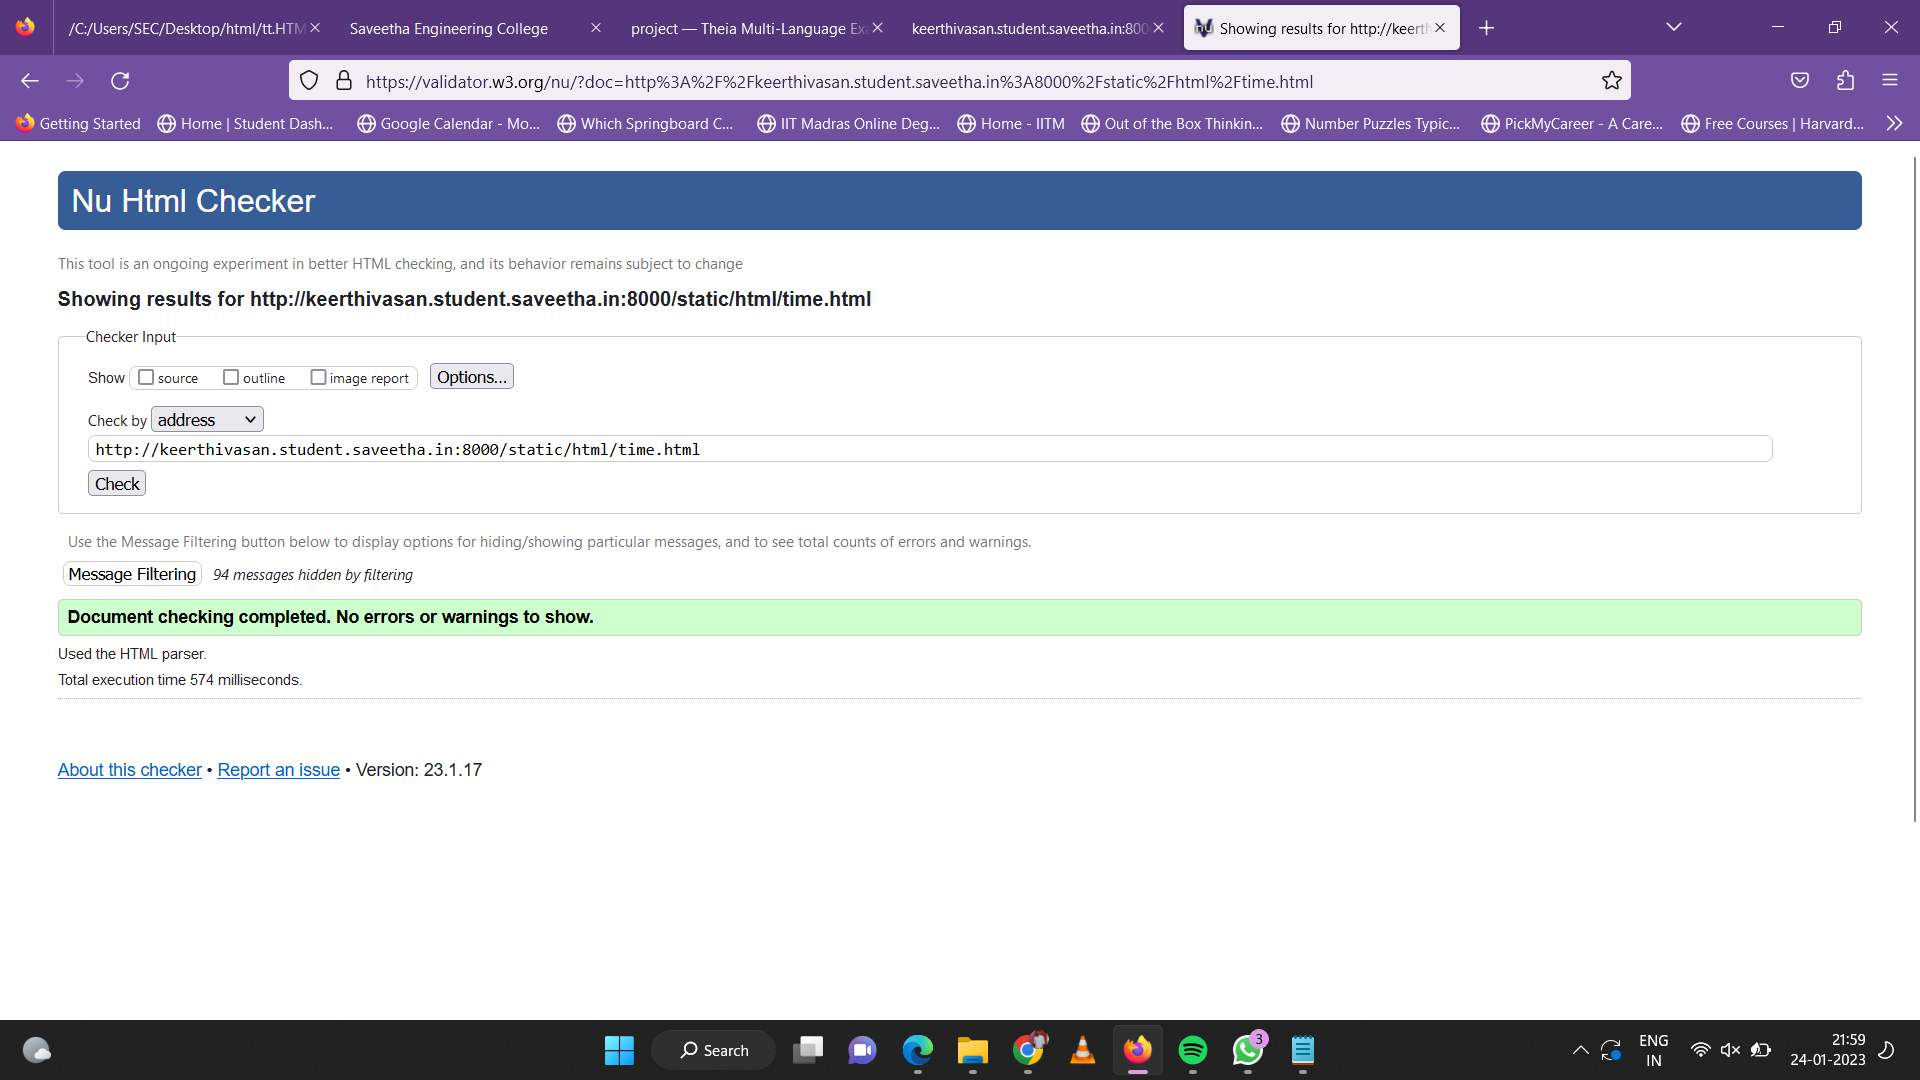 /C:/Users/SEC/Desktop/html/tt.HTM
Saveetha Engineering College
project — Theia Multi-Language Ex
keerthivasan.student.saveetha.in:800
Showing results for http://keerth
https://validator.w3.org/nu/?doc=http%3A%2F%2Fkeerthivasan.student.saveetha.in%3A8000%2Fstatic%2Fhtml%2Ftime.html
Getting Started
Home | Student Dash...
Google Calendar - Mo...
Which Springboard C...
IIT Madras Online Deg...
Home - IITM
Out of the Box Thinkin...
Number Puzzles Typic...
PickMyCareer - A Care...
Free Courses | Harvard...
Nu Html Checker
This tool is an ongoing experiment in better HTML checking, and its behavior remains subject to change
Showing results for http://keerthivasan.student.saveetha.in:8000/static/html/time.html
Checker Input
Show source outline image report Options...
Check by address
http://keerthivasan.student.saveetha.in:8000/static/html/time.html
Check
Use the Message Filtering button below to display options for hiding/showing particular messages, and to see total counts of errors and warnings.
Message Filtering 94 messages hidden by filtering
Document checking completed. No errors or warnings to show.
Used the HTML parser.
Total execution time 574 milliseconds.
About this checker • Report an issue • Version: 23.1.17
Search
3
ENG
IN
21:59
24-01-2023